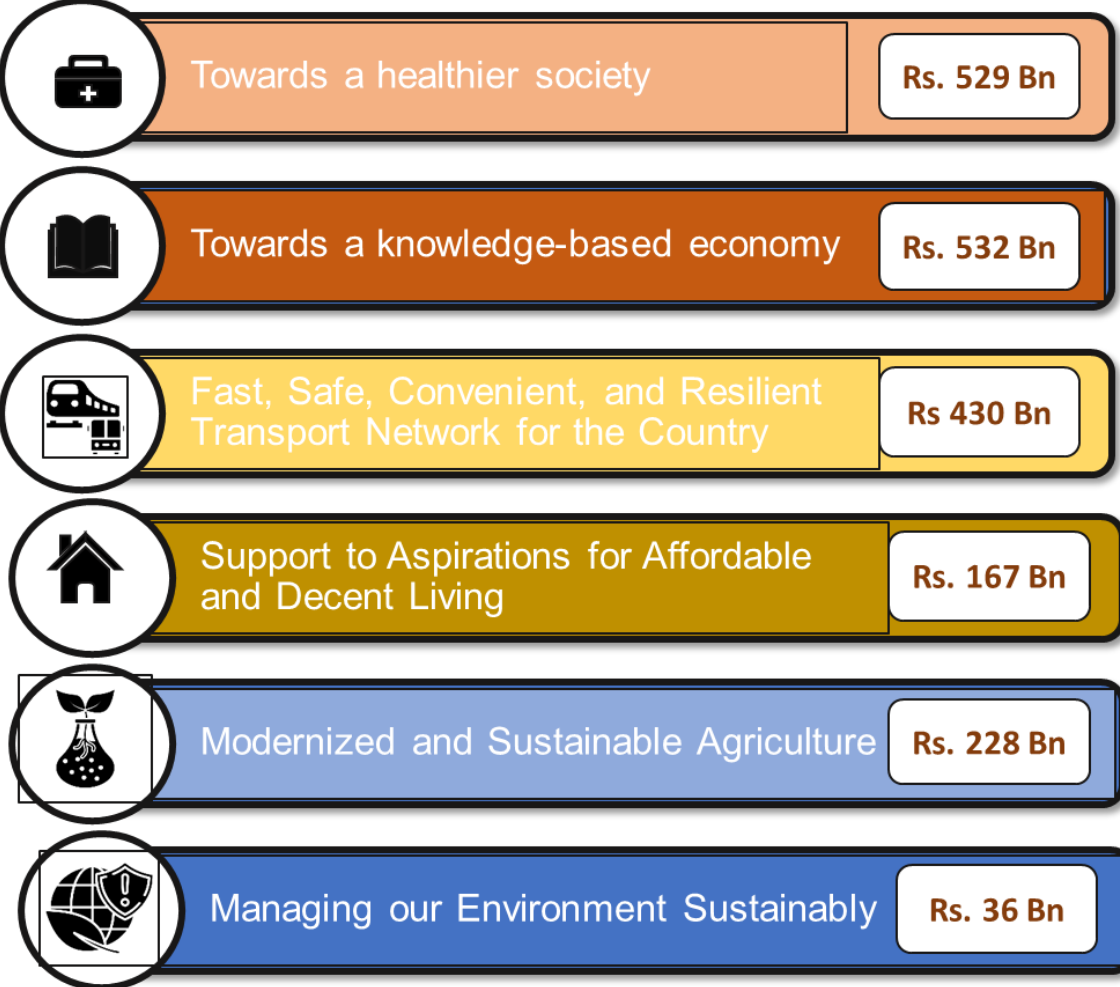 Towards a healthier society
Rs. 529 Bn
Towards a knowledge-based economy
Rs. 532 Bn
Fast, Safe, Convenient, and Resilient
Transport Network for the Country
Rs 430 Bn
Support to Aspirations for Affordable
and Decent Living
Rs. 167 Bn
Modernized and Sustainable Agriculture
Rs. 228 Bn
Managing our Environment Sustainably
Rs. 36 Bn